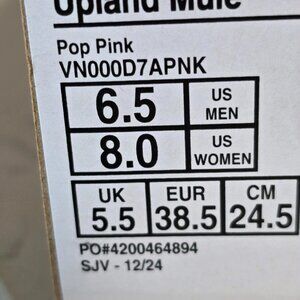 Upland Mule
Pop Pink
VN000D7APNK
6.5 US MEN
8.0 US WOMEN
UK EUR CM
5.5 38.5 24.5
PO#4200464894
SJV - 12/24